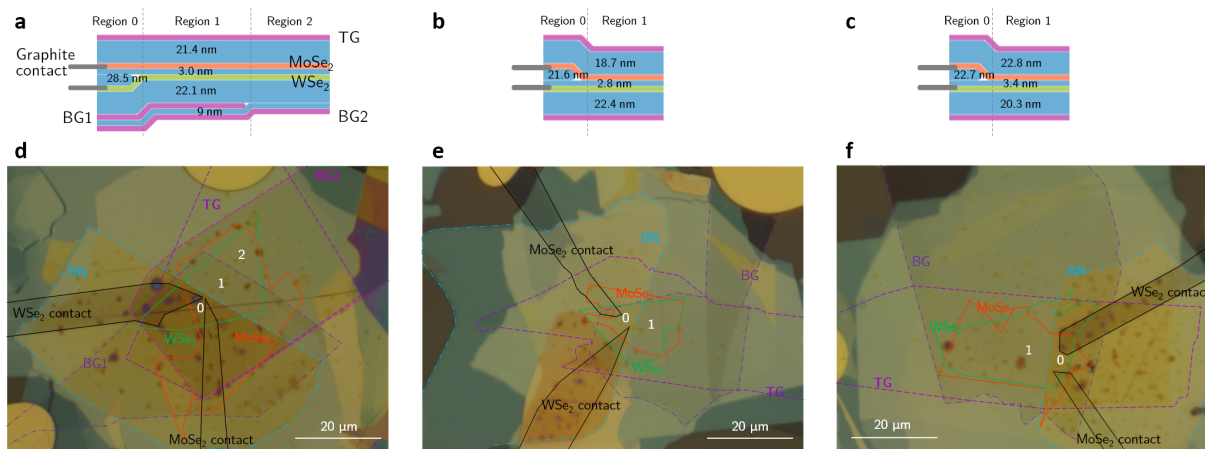 a
Region 0
Region 1
Region 2
TG
Graphite
contact
21.4 nm
MoSe2
3.0 nm
28.5 nm
WSe2
22.1 nm
BG1
9 nm
BG2
b
Region 0
Region 1
18.7 nm
21.6 nm
2.8 nm
22.4 nm
c
Region 0
Region 1
22.8 nm
22.7 nm
3.4 nm
20.3 nm
d
BG2
TG
BN
2
1
0
WSe2 contact
WSe2
MoSe2
BG1
MoSe2 contact
20 μm
e
MoSe2 contact
BN
BG
MoSe2
0
1
WSe2
TG
WSe2 contact
20 μm
f
BG
BN
WSe2 contact
WSe2
1
0
TG
MoSe2 contact
20 μm